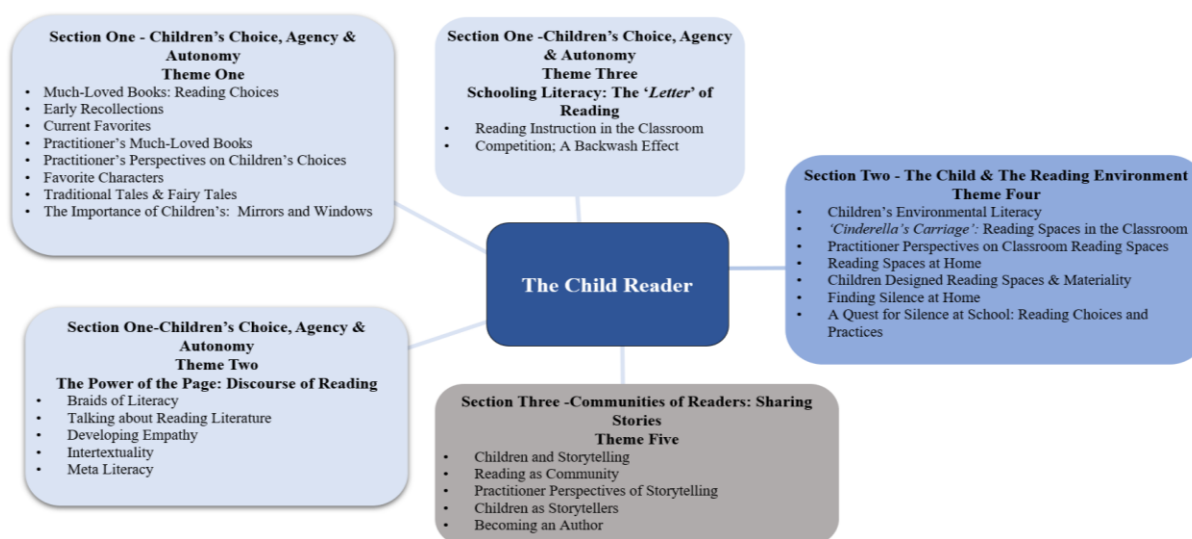 Section One - Children's Choice, Agency &
Autonomy
Theme One
• Much-Loved Books: Reading Choices
• Early Recollections
• Current Favorites
• Practitioner's Much-Loved Books
• Practitioner's Perspectives on Children's Choices
• Favorite Characters
• Traditional Tales & Fairy Tales
• The Importance of Children's: Mirrors and Windows
Section One -Children's Choice, Agency
& Autonomy
Theme Three
Schooling Literacy: The 'Letter' of
Reading
• Reading Instruction in the Classroom
• Competition; A Backwash Effect
Section Two - The Child & The Reading Environment
Theme Four
• Children's Environmental Literacy
• 'Cinderella's Carriage': Reading Spaces in the Classroom
• Practitioner Perspectives on Classroom Reading Spaces
• Reading Spaces at Home
• Children Designed Reading Spaces & Materiality
• Finding Silence at Home
• A Quest for Silence at School: Reading Choices and
Practices
The Child Reader
Section One-Children's Choice, Agency &
Autonomy
Theme Two
The Power of the Page: Discourse of Reading
• Braids of Literacy
• Talking about Reading Literature
• Developing Empathy
• Intertextuality
• Meta Literacy
Section Three -Communities of Readers: Sharing
Stories
Theme Five
• Children and Storytelling
• Reading as Community
• Practitioner Perspectives of Storytelling
• Children as Storytellers
• Becoming an Author